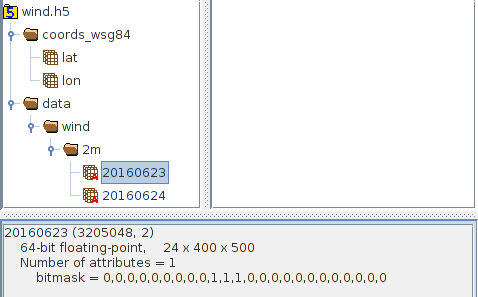 wind.h5
coords_wsg84
lat
lon
data
wind
2m
20160623
20160624
20160623 (3205048, 2)
64-bit floating-point,    24 x 400 x 500
Number of attributes = 1
bitmask = 0,0,0,0,0,0,0,0,0,1,1,1,0,0,0,0,0,0,0,0,0,0,0,0